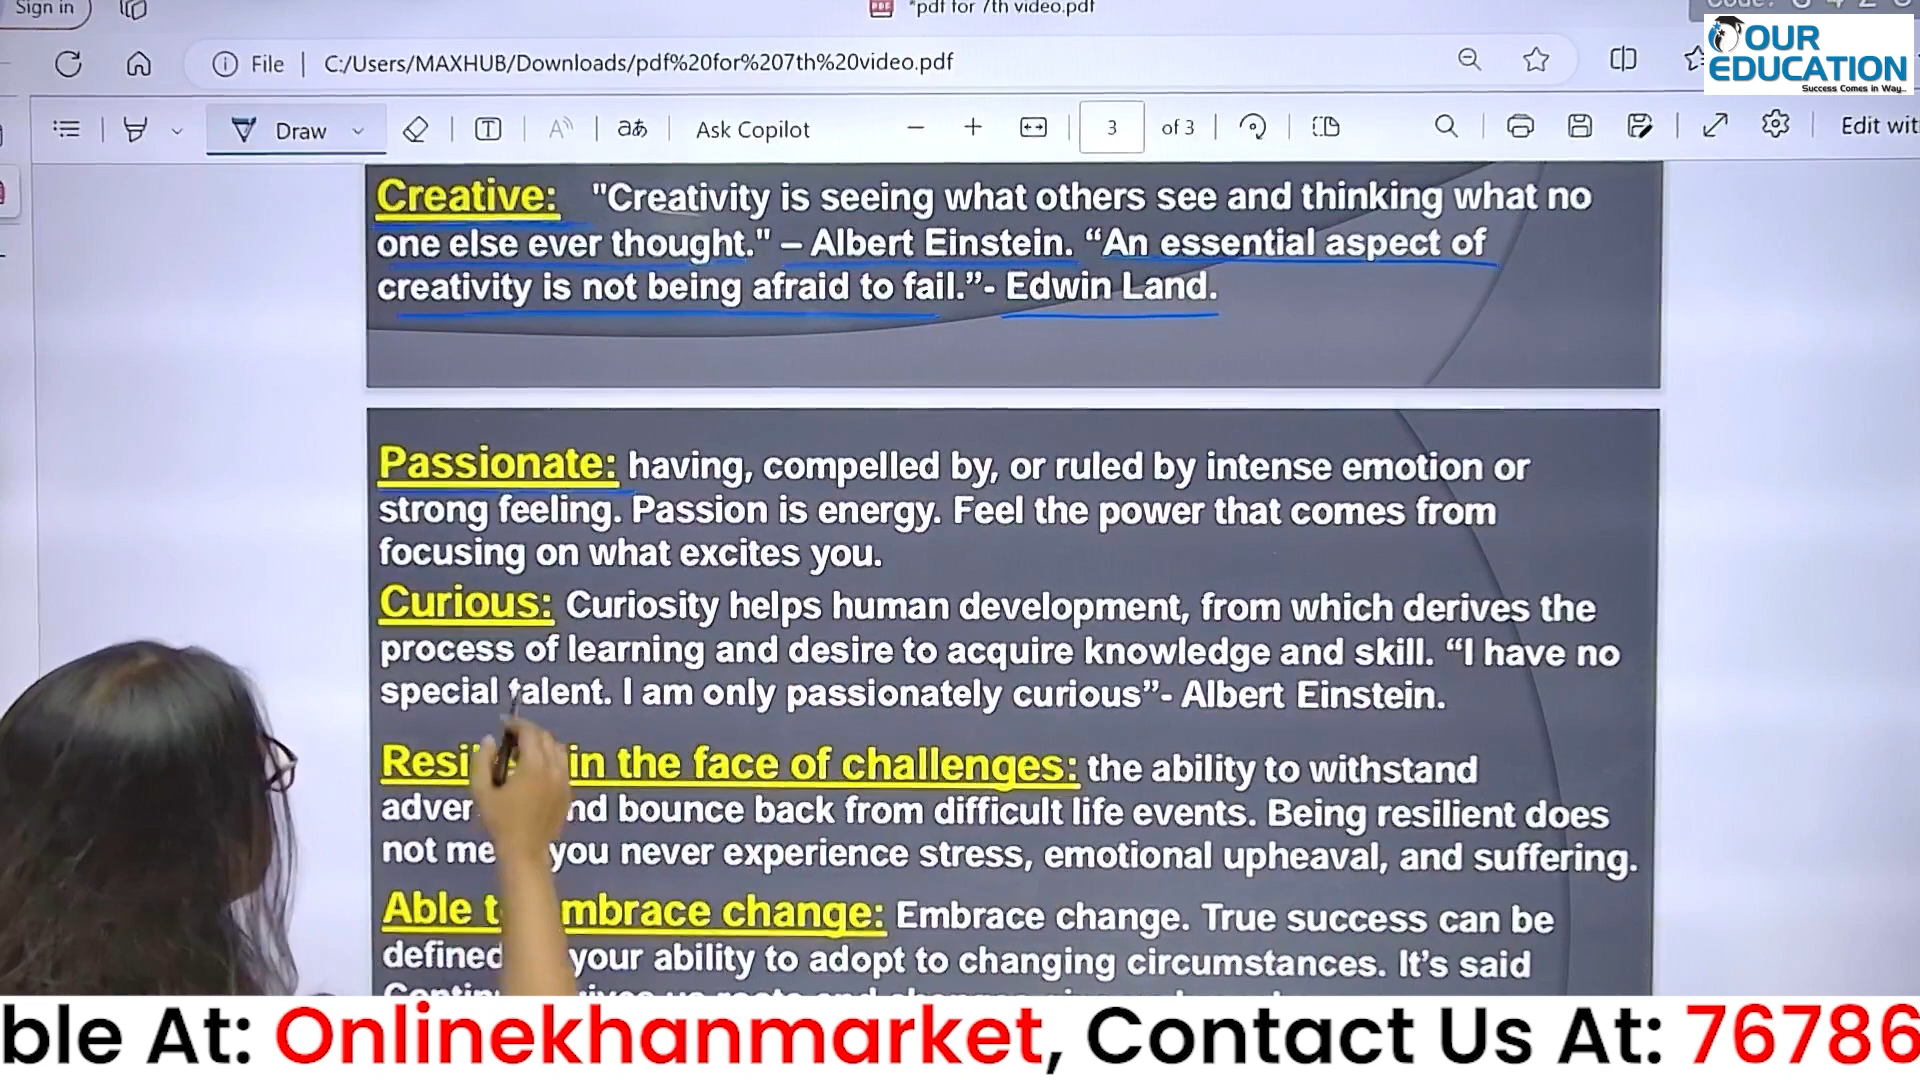 Sign in
*pdf for 7th video.pdf
OUR
EDUCATION
Success Comes in Way...
File | C:/Users/MAXHUB/Downloads/pdf%20for%207th%20video.pdf
Draw
T
aあ
Ask Copilot
3 of 3
Edit wit
Creative: "Creativity is seeing what others see and thinking what no
one else ever thought." – Albert Einstein. “An essential aspect of
creativity is not being afraid to fail.”- Edwin Land.
Passionate: having, compelled by, or ruled by intense emotion or
strong feeling. Passion is energy. Feel the power that comes from
focusing on what excites you.
Curious: Curiosity helps human development, from which derives the
process of learning and desire to acquire knowledge and skill. “I have no
special talent. I am only passionately curious”- Albert Einstein.
Resi in the face of challenges: the ability to withstand
adver nd bounce back from difficult life events. Being resilient does
not me you never experience stress, emotional upheaval, and suffering.
Able t mbrace change: Embrace change. True success can be
defined your ability to adopt to changing circumstances. It’s said
ble At: Onlinekhanmarket, Contact Us At: 76786